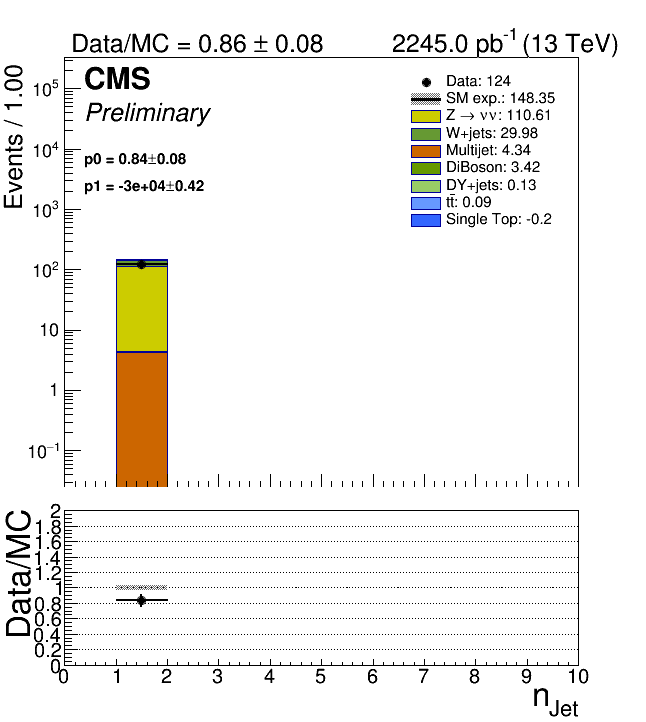 Data/MC = 0.86 ± 0.08 2245.0 pb⁻¹ (13 TeV)
Events / 1.00
CMS
Preliminary
p0 = 0.84±0.08
p1 = -3e+04±0.42
Data: 124
SM exp.: 148.35
Z → νν: 110.61
W+jets: 29.98
Multijet: 4.34
DiBoson: 3.42
DY+jets: 0.13
tt̄: 0.09
Single Top: -0.2
10⁵
10⁴
10³
10²
10
1
10⁻¹
Data/MC
2
1.8
1.6
1.4
1.2
1
0.8
0.6
0.4
0.2
0
0 1 2 3 4 5 6 7 8 9 10
n_Jet